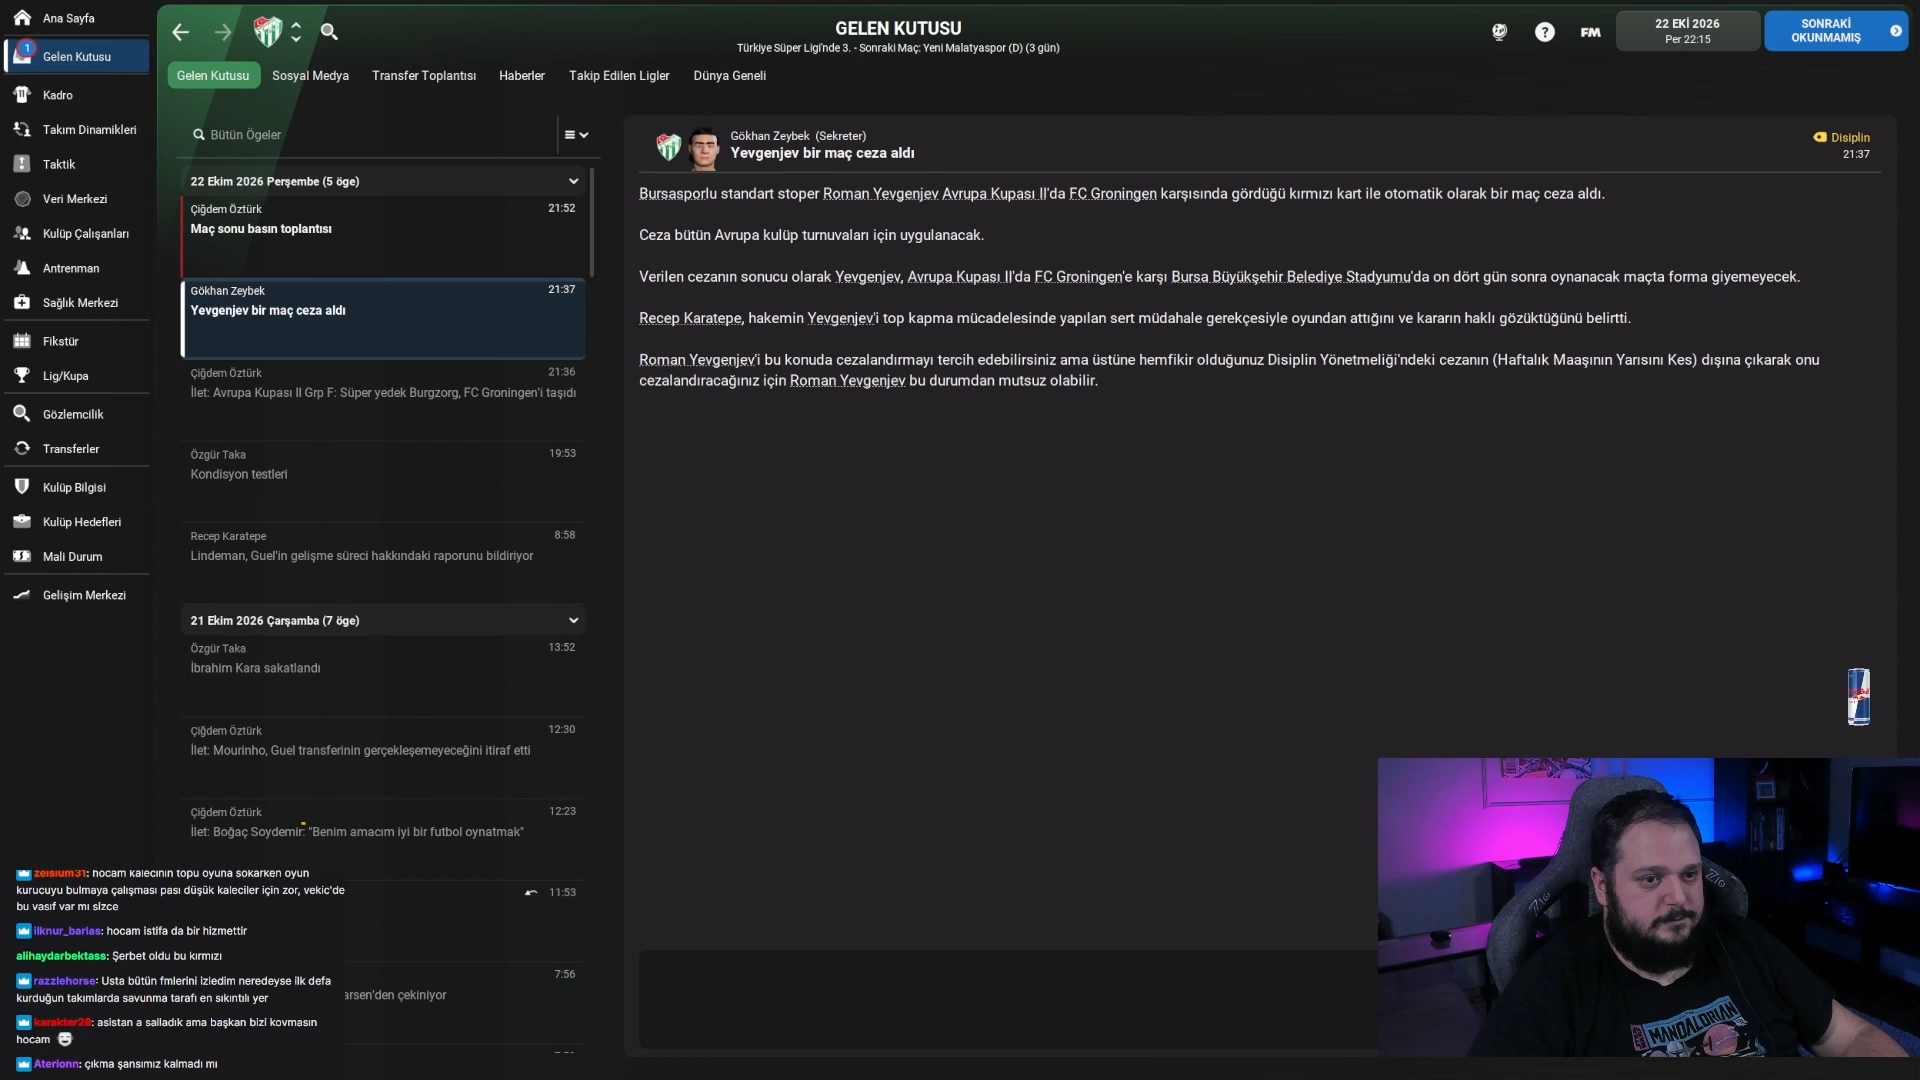 Ana Sayfa
1
Gelen Kutusu
Kadro
Takım Dinamikleri
Taktik
Veri Merkezi
Kulüp Çalışanları
Antrenman
Sağlık Merkezi
Fikstür
Lig/Kupa
Gözlemcilik
Transferler
Kulüp Bilgisi
Kulüp Hedefleri
Mali Durum
Gelişim Merkezi
GELEN KUTUSU
Türkiye Süper Ligi'nde 3. - Sonraki Maç: Yeni Malatyaspor (D) (3 gün)
FM
22 EKİ 2026
Per 22:15
SONRAKİ
OKUNMAMIŞ
Gelen Kutusu
Sosyal Medya
Transfer Toplantısı
Haberler
Takip Edilen Ligler
Dünya Geneli
Bütün Ögeler
22 Ekim 2026 Perşembe (5 öge)
Çiğdem Öztürk 21:52
Maç sonu basın toplantısı
Gökhan Zeybek 21:37
Yevgenjev bir maç ceza aldı
Çiğdem Öztürk 21:36
İlet: Avrupa Kupası II Grp F: Süper yedek Burgzorg, FC Groningen'i taşıdı
Özgür Taka 19:53
Kondisyon testleri
Recep Karatepe 8:58
Lindeman, Guel'in gelişme süreci hakkındaki raporunu bildiriyor
21 Ekim 2026 Çarşamba (7 öge)
Özgür Taka 13:52
İbrahim Kara sakatlandı
Çiğdem Öztürk 12:30
İlet: Mourinho, Guel transferinin gerçekleşemeyeceğini itiraf etti
Çiğdem Öztürk 12:23
İlet: Boğaç Soydemir: "Benim amacım iyi bir futbol oynatmak"
11:53
7:56
arsen'den çekiniyor
Gökhan Zeybek (Sekreter)
Yevgenjev bir maç ceza aldı
Disiplin
21:37
Bursasporlu standart stoper Roman Yevgenjev Avrupa Kupası II'da FC Groningen karşısında gördüğü kırmızı kart ile otomatik olarak bir maç ceza aldı.
Ceza bütün Avrupa kulüp turnuvaları için uygulanacak.
Verilen cezanın sonucu olarak Yevgenjev, Avrupa Kupası II'da FC Groningen'e karşı Bursa Büyükşehir Belediye Stadyumu'da on dört gün sonra oynanacak maçta forma giyemeyecek.
Recep Karatepe, hakemin Yevgenjev'i top kapma mücadelesinde yapılan sert müdahale gerekçesiyle oyundan attığını ve kararın haklı gözüktüğünü belirtti.
Roman Yevgenjev'i bu konuda cezalandırmayı tercih edebilirsiniz ama üstüne hemfikir olduğunuz Disiplin Yönetmeliği'ndeki cezanın (Haftalık Maaşının Yarısını Kes) dışına çıkarak onu
cezalandıracağınız için Roman Yevgenjev bu durumdan mutsuz olabilir.
zeisium31: hocam kalecinin topu oyuna sokarken oyun
kurucuyu bulmaya çalışması pası düşük kaleciler için zor, vekic'de
bu vasıf var mı sizce
ilknur_barias: hocam istifa da bir hizmettir
alihaydarbektass: Şerbet oldu bu kırmızı
razziehorse: Usta bütün fmlerini izledim neredeyse ilk defa
kurduğun takımlarda savunma tarafı en sıkıntılı yer
karakter29: asistan a salladık ama başkan bizi kovmasın
hocam
Aterionn: çıkma şansımız kalmadı mı
MANDALORIAN